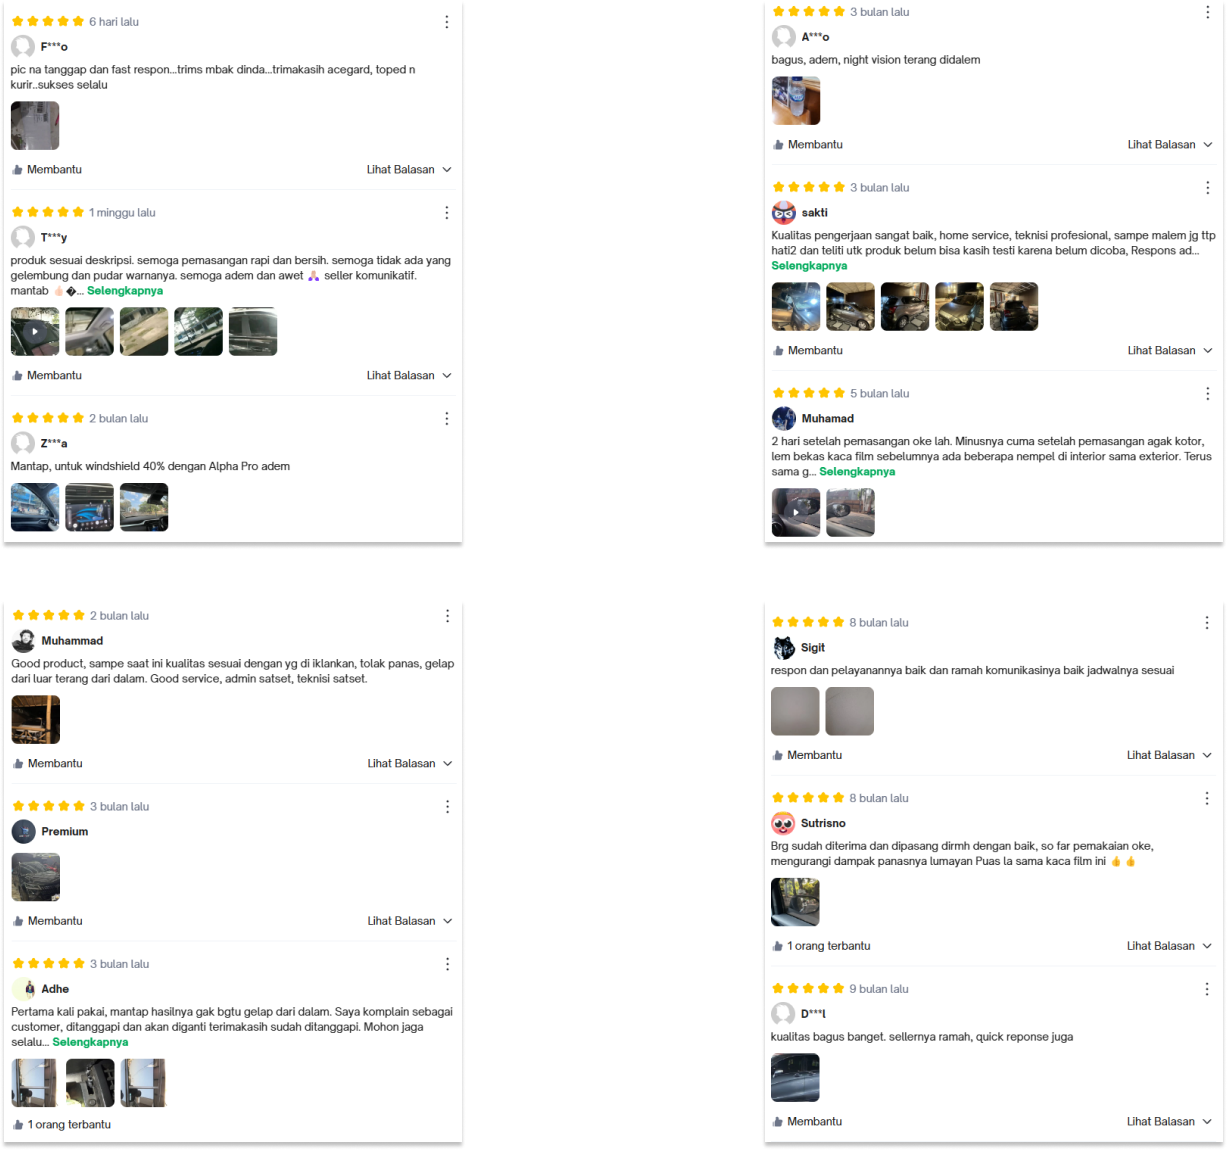 6 hari lalu
F***o
pic na tanggap dan fast respon...trims mbak dinda...trimakasih acegard, toped n
kurir..sukses selalu
Membantu
Lihat Balasan
1 minggu lalu
T***y
produk sesuai deskripsi. semoga pemasangan rapi dan bersih. semoga tidak ada yang
gelembung dan pudar warnanya. semoga adem dan awet 🙏🏻 seller komunikatif.
mantab 👆🏻 �... Selengkapnya
Membantu
Lihat Balasan
2 bulan lalu
Z***a
Mantap, untuk windshield 40% dengan Alpha Pro adem
3 bulan lalu
A***o
bagus, adem, night vision terang didalem
Membantu
Lihat Balasan
3 bulan lalu
sakti
Kualitas pengerjaan sangat baik, home service, teknisi profesional, sampe malem jg ttp
hati2 dan teliti utk produk belum bisa kasih testi karena belum dicoba, Respons ad...
Selengkapnya
Membantu
Lihat Balasan
5 bulan lalu
Muhamad
2 hari setelah pemasangan oke lah. Minusnya cuma setelah pemasangan agak kotor,
lem bekas kaca film sebelumnya ada beberapa nempel di interior sama exterior. Terus
sama g... Selengkapnya
2 bulan lalu
Muhammad
Good product, sampe saat ini kualitas sesuai dengan yg di iklankan, tolak panas, gelap
dari luar terang dari dalam. Good service, admin satset, teknisi satset.
Membantu
Lihat Balasan
3 bulan lalu
Premium
Membantu
Lihat Balasan
3 bulan lalu
Adhe
Pertama kali pakai, mantap hasilnya gak bgtu gelap dari dalam. Saya komplain sebagai
customer, ditanggapi dan akan diganti terimakasih sudah ditanggapi. Mohon jaga
selalu... Selengkapnya
1 orang terbantu
8 bulan lalu
Sigit
respon dan pelayanannya baik dan ramah komunikasinya baik jadwalnya sesuai
Membantu
Lihat Balasan
8 bulan lalu
Sutrisno
Brg sudah diterima dan dipasang dirmh dengan baik, so far pemakaian oke,
mengurangi dampak panasnya lumayan Puas la sama kaca film ini 👍 👍
1 orang terbantu
Lihat Balasan
9 bulan lalu
D***l
kualitas bagus banget. sellernya ramah, quick reponse juga
Membantu
Lihat Balasan